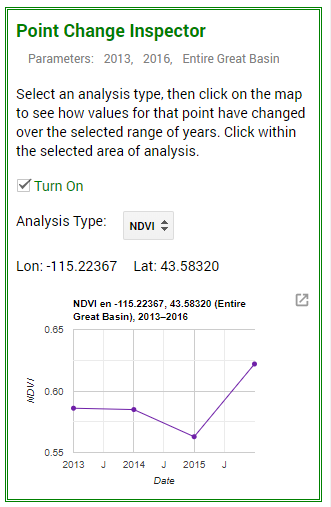 Point Change Inspector
Parameters: 2013, 2016, Entire Great Basin
Select an analysis type, then click on the map
to see how values for that point have changed
over the selected range of years. Click within
the selected area of analysis.
Turn On
Analysis Type: NDVI
Lon: -115.22367 Lat: 43.58320
NDVI en -115.22367, 43.58320 (Entire
Great Basin), 2013–2016
0.65
0.60
0.55
NDVI
2013 J 2014 J 2015 J
Date